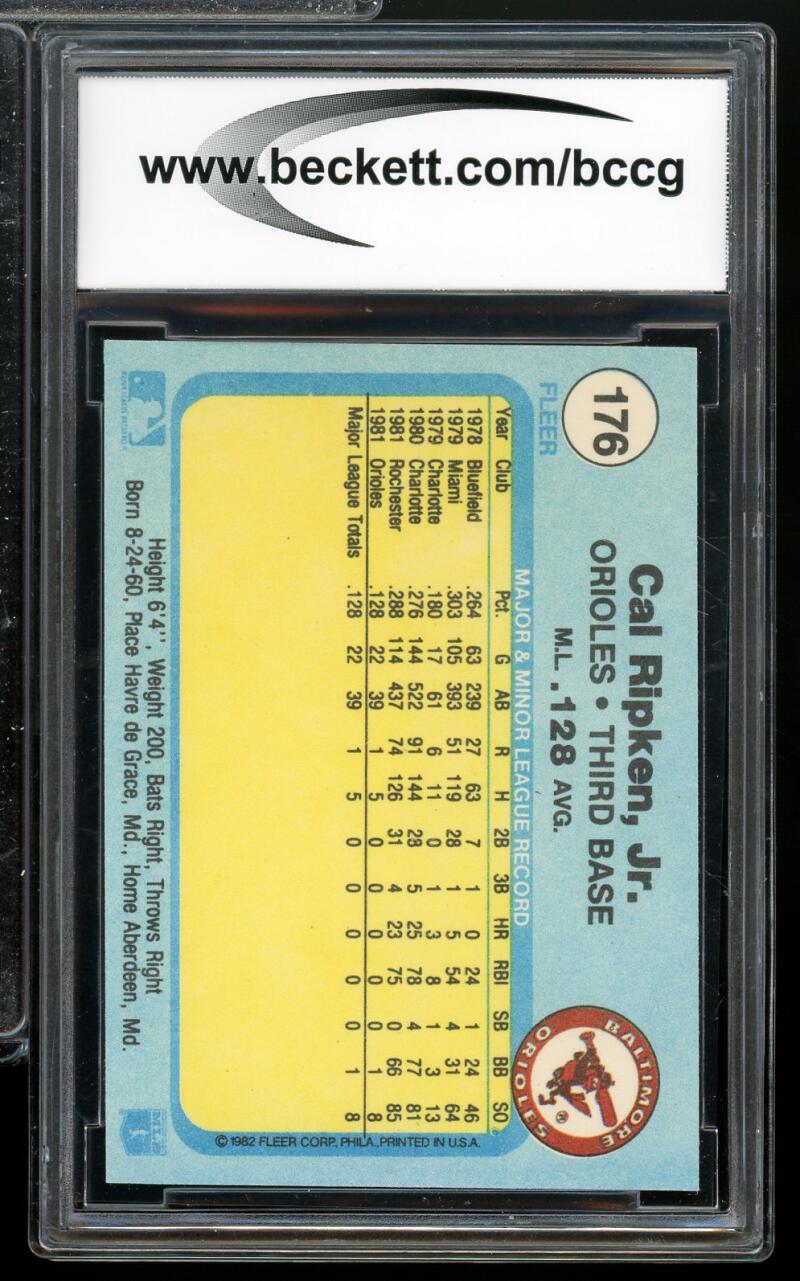 www.beckett.com/bccg
176
FLEER
Cal Ripken, Jr.
ORIOLES • THIRD BASE
M.L. .128 AVG.
BALTIMORE ORIOLES ®
MAJOR & MINOR LEAGUE RECORD
Year Club Pct. G AB R H 2B 3B HR RBI SB BB SO
1978 Bluefield .264 63 239 27 63 7 1 0 24 1 24 46
1979 Miami .303 105 393 51 119 28 1 5 54 4 31 64
1979 Charlotte .180 17 61 6 11 0 1 3 8 1 3 13
1980 Charlotte .276 144 522 91 144 28 5 25 78 4 77 81
1981 Rochester .288 114 437 74 126 31 4 23 75 0 66 85
1981 Orioles .128 22 39 1 5 0 0 0 0 0 1 8
Major League Totals .128 22 39 1 5 0 0 0 0 0 1 8
© 1982 FLEER CORP., PHILA., PRINTED IN U.S.A.
Height 6'4'', Weight 200, Bats Right, Throws Right
Born 8-24-60, Place Havre de Grace, Md., Home Aberdeen, Md.